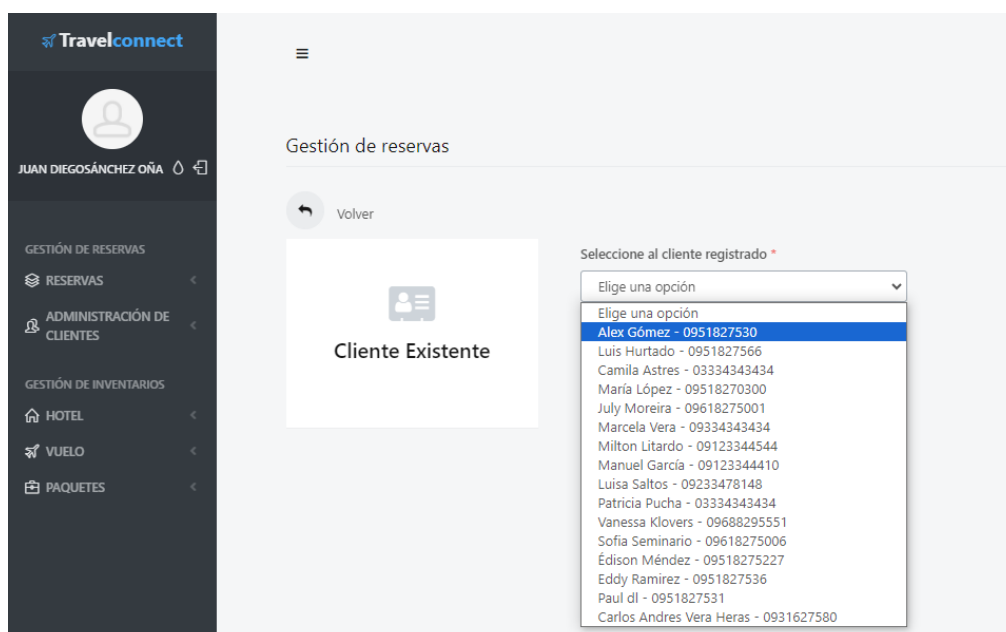 Travelconnect
JUAN DIEGOSÁNCHEZ OÑA
GESTIÓN DE RESERVAS
RESERVAS
ADMINISTRACIÓN DE
CLIENTES
GESTIÓN DE INVENTARIOS
HOTEL
VUELO
PAQUETES
Gestión de reservas
Volver
Cliente Existente
Seleccione al cliente registrado *
Elige una opción
Elige una opción
Alex Gómez - 0951827530
Luis Hurtado - 0951827566
Camila Astres - 03334343434
María López - 09518270300
July Moreira - 09618275001
Marcela Vera - 09334343434
Milton Litardo - 09123344544
Manuel García - 09123344410
Luisa Saltos - 09233478148
Patricia Pucha - 03334343434
Vanessa Klovers - 09688295551
Sofia Seminario - 09618275006
Édison Méndez - 09518275227
Eddy Ramirez - 0951827536
Paul dl - 0951827531
Carlos Andres Vera Heras - 0931627580